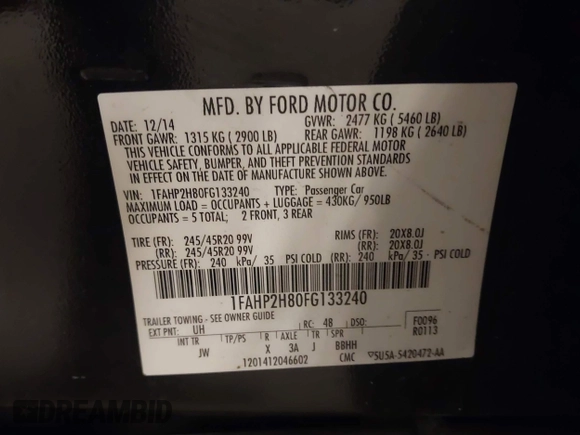 MFD. BY FORD MOTOR CO.
DATE: 12/14 GVWR: 2477 KG ( 5460 LB)
FRONT GAWR: 1315 KG ( 2900 LB) REAR GAWR: 1198 KG ( 2640 LB)
THIS VEHICLE CONFORMS TO ALL APPLICABLE FEDERAL MOTOR
VEHICLE SAFETY, BUMPER, AND THEFT PREVENTION STANDARDS
IN EFFECT ON THE DATE OF MANUFACTURE SHOWN ABOVE.
VIN: 1FAHP2H80FG133240 TYPE: Passenger Car
MAXIMUM LOAD = OCCUPANTS + LUGGAGE = 430KG/ 950LB
OCCUPANTS = 5 TOTAL; 2 FRONT, 3 REAR
TIRE (FR): 245/45R20 99V RIMS (FR): 20X8.0J
(RR): 245/45R20 99V (RR): 20X8.0J
PRESSURE (FR): 240 kPa/ 35 PSI COLD (RR): 240 kPa/ 35 PSI COLD
1FAHP2H80FG133240
TRAILER TOWING - SEE OWNER GUIDE
EXT PNT: UH RC: 48 DSO: F0096
INT TR TP/PS R AXLE TR SPR R0113
JW X 3A J BBHH
1201412046602 CMC 5U5A-5420472-AA
DREAMBID